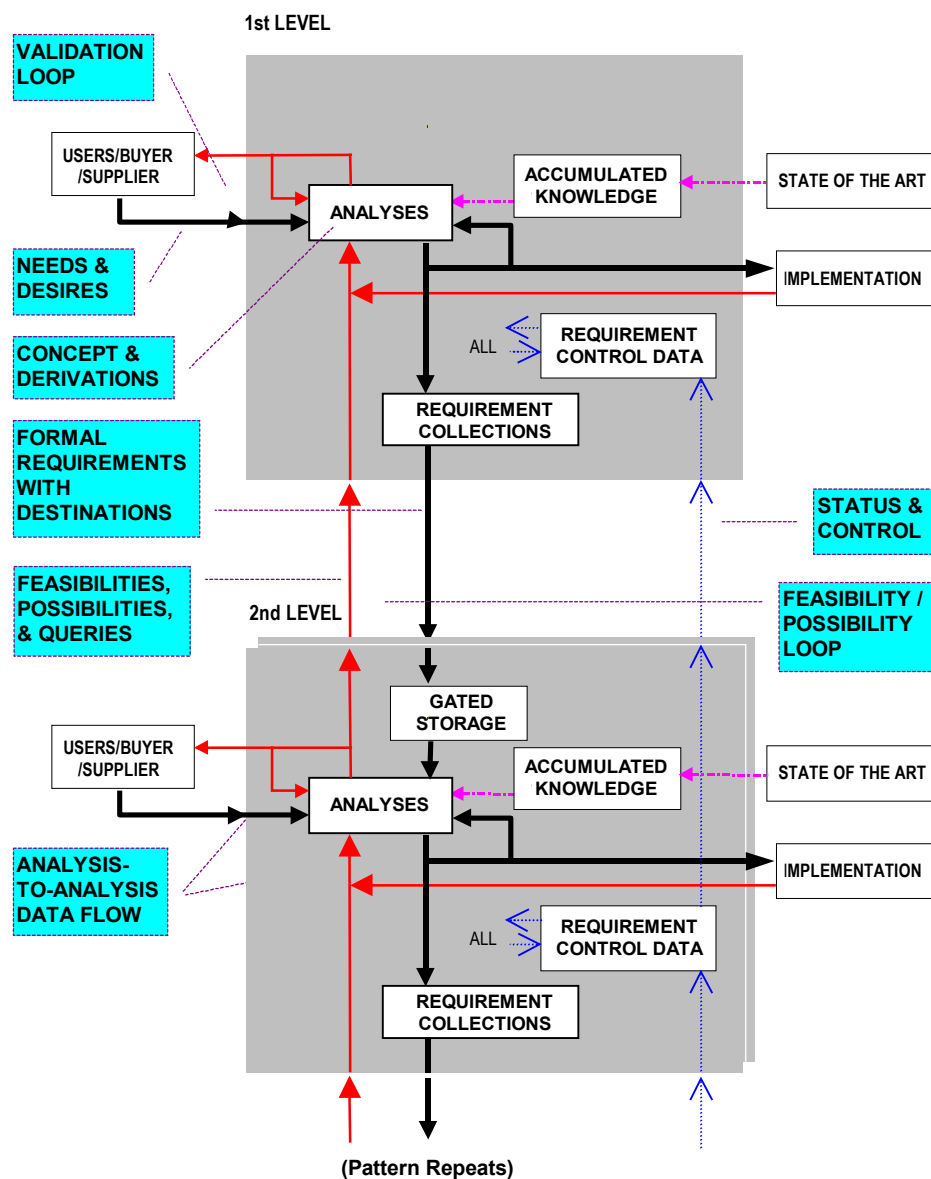 1st LEVEL
VALIDATION
LOOP
USERS/BUYER
/SUPPLIER
ACCUMULATED
KNOWLEDGE
STATE OF THE ART
ANALYSES
NEEDS &
DESIRES
IMPLEMENTATION
CONCEPT &
DERIVATIONS
ALL
REQUIREMENT
CONTROL DATA
REQUIREMENT
COLLECTIONS
FORMAL
REQUIREMENTS
WITH
DESTINATIONS
STATUS &
CONTROL
FEASIBILITIES,
POSSIBILITIES,
& QUERIES
2nd LEVEL
FEASIBILITY /
POSSIBILITY
LOOP
GATED
STORAGE
USERS/BUYER
/SUPPLIER
ACCUMULATED
KNOWLEDGE
STATE OF THE ART
ANALYSES
IMPLEMENTATION
ANALYSIS-
TO-ANALYSIS
DATA FLOW
ALL
REQUIREMENT
CONTROL DATA
REQUIREMENT
COLLECTIONS
(Pattern Repeats)